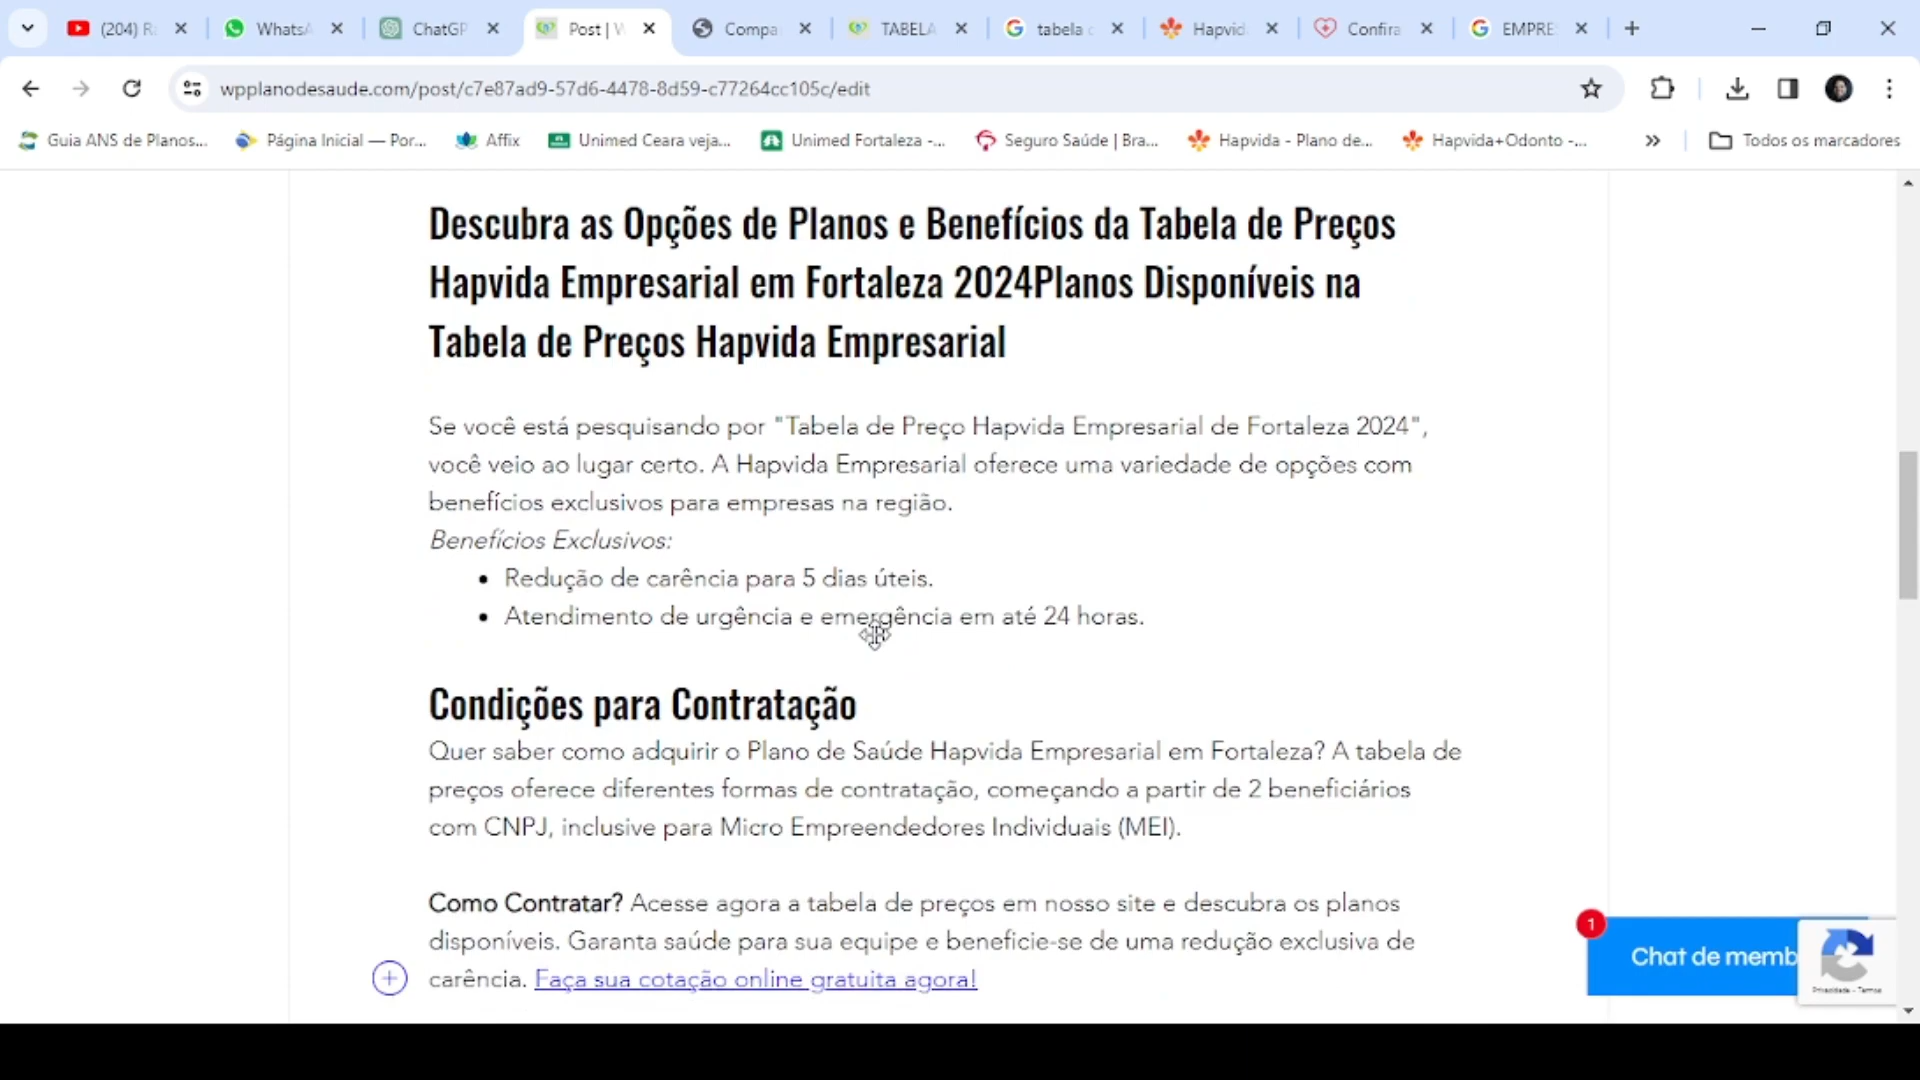 (204) R
Whats
ChatGP
Post | W
Compa
TABELA
tabela
Hapvid
Confira
EMPRE
wpplanodesaude.com/post/c7e87ad9-57d6-4478-8d59-c77264cc105c/edit
Guia ANS de Planos...
Página Inicial — Por...
Affix
Unimed Ceara veja...
Unimed Fortaleza -...
Seguro Saúde | Bra...
Hapvida - Plano de...
Hapvida+Odonto -...
Todos os marcadores
Descubra as Opções de Planos e Benefícios da Tabela de Preços
Hapvida Empresarial em Fortaleza 2024Planos Disponíveis na
Tabela de Preços Hapvida Empresarial
Se você está pesquisando por "Tabela de Preço Hapvida Empresarial de Fortaleza 2024",
você veio ao lugar certo. A Hapvida Empresarial oferece uma variedade de opções com
benefícios exclusivos para empresas na região.
Benefícios Exclusivos:
• Redução de carência para 5 dias úteis.
• Atendimento de urgência e emergência em até 24 horas.
Condições para Contratação
Quer saber como adquirir o Plano de Saúde Hapvida Empresarial em Fortaleza? A tabela de
preços oferece diferentes formas de contratação, começando a partir de 2 beneficiários
com CNPJ, inclusive para Micro Empreendedores Individuais (MEI).
Como Contratar? Acesse agora a tabela de preços em nosso site e descubra os planos
disponíveis. Garanta saúde para sua equipe e beneficie-se de uma redução exclusiva de
carência. Faça sua cotação online gratuita agora!
1
Chat de memb
Privacidade - Termos